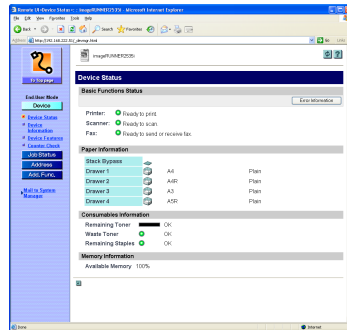 Remote UI <Device Status> : imageRUNNER2535i - Microsoft Internet Explorer
File Edit View Favorites Tools Help
Back Search Favorites
Address Go Links
imageRUNNER2535i
To Top page
Device Status
End User Mode
Device
Device Status
Device Information
Device Features
Counter Check
Job Status
Address
Add. Func.
Mail to System Manager
Basic Functions Status
Error Information
Printer: Ready to print.
Scanner: Ready to scan.
Fax: Ready to send or receive fax.
Paper Information
Stack Bypass
Drawer 1 A4 Plain
Drawer 2 A4R Plain
Drawer 3 A3 Plain
Drawer 4 A5R Plain
Consumables Information
Remaining Toner OK
Waste Toner OK
Remaining Staples OK
Memory Information
Available Memory 100%
Done Internet